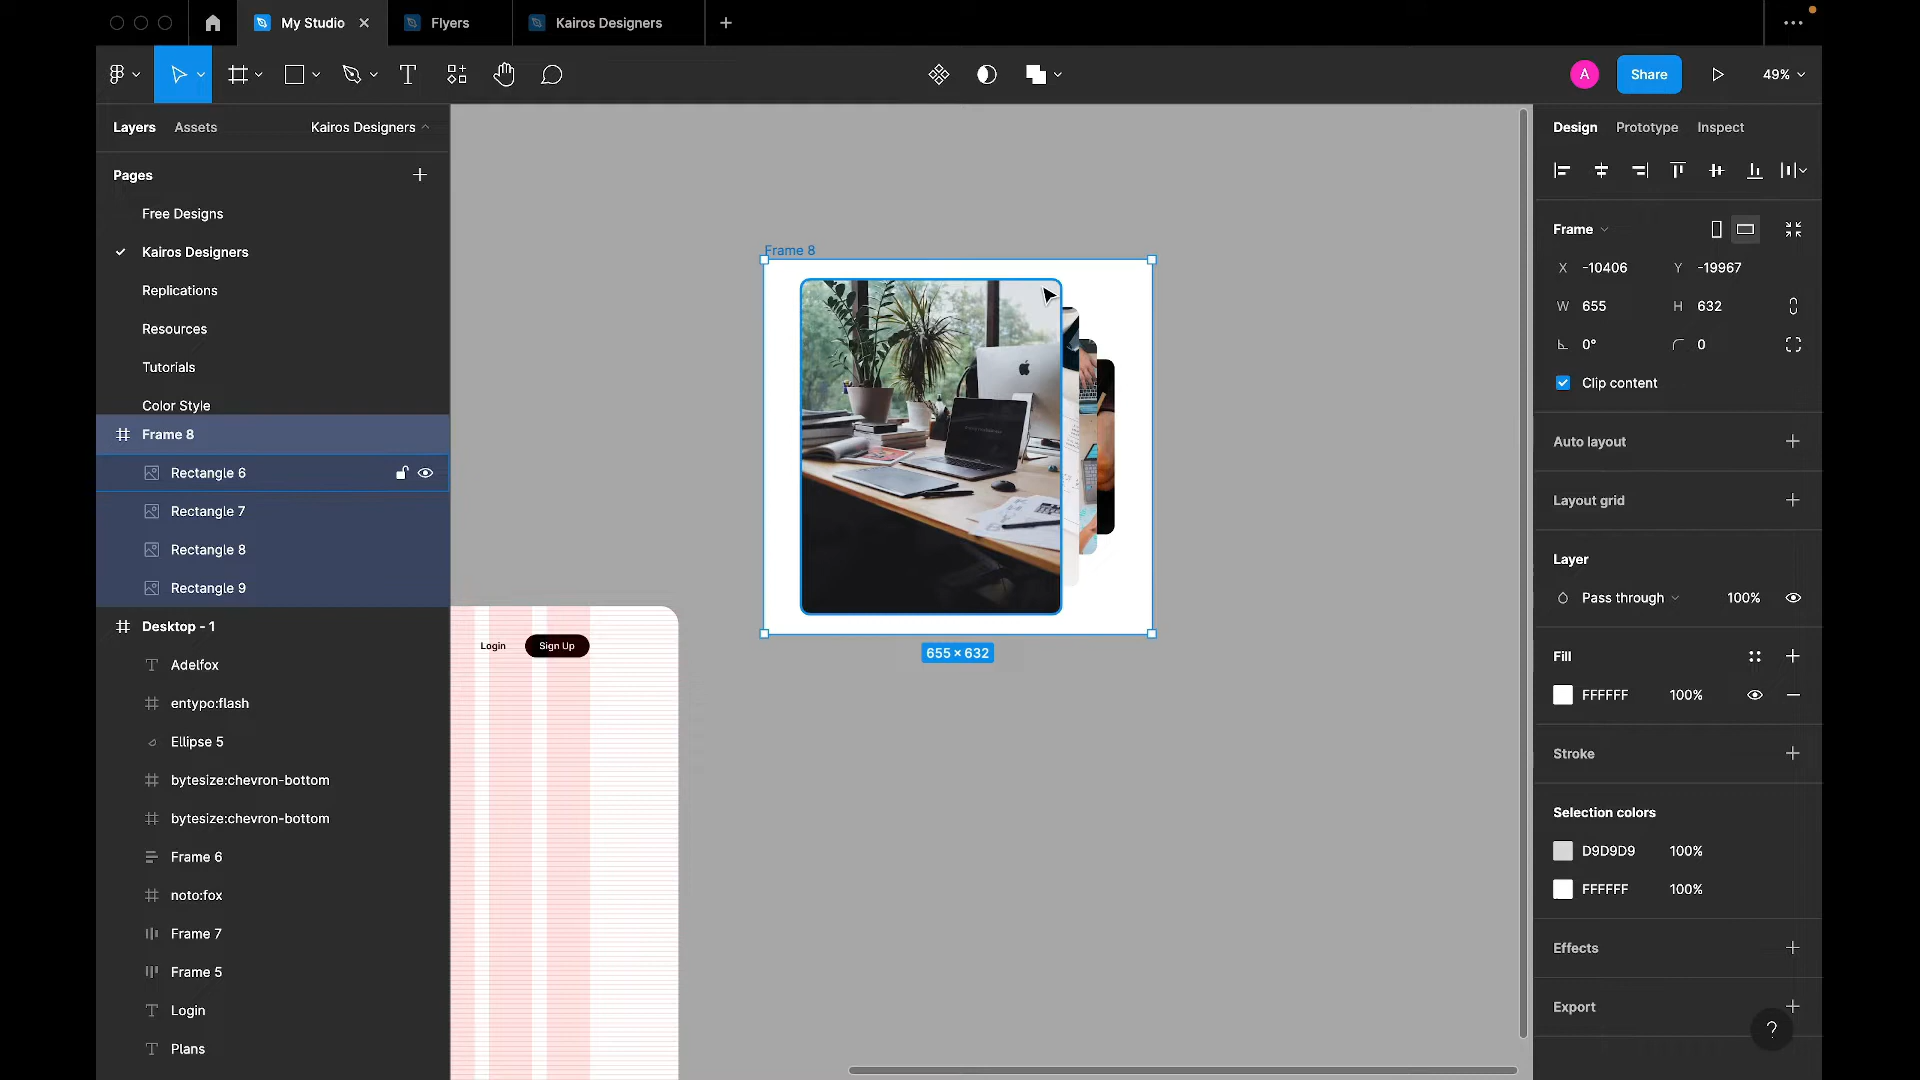 My Studio
Flyers
Kairos Designers
A
Share
49%
Layers
Assets
Kairos Designers
Design
Prototype
Inspect
Pages
Free Designs
Kairos Designers
Replications
Resources
Tutorials
Color Style
Frame 8
Rectangle 6
Rectangle 7
Rectangle 8
Rectangle 9
Desktop - 1
Adelfox
entypo:flash
Ellipse 5
bytesize:chevron-bottom
bytesize:chevron-bottom
Frame 6
noto:fox
Frame 7
Frame 5
Login
Plans
Frame 8
655 × 632
Login
Sign Up
Frame
X -10406 Y -19967
W 655 H 632
0° 0
Clip content
Auto layout
Layout grid
Layer
Pass through 100%
Fill
FFFFFF 100%
Stroke
Selection colors
D9D9D9 100%
FFFFFF 100%
Effects
Export
?